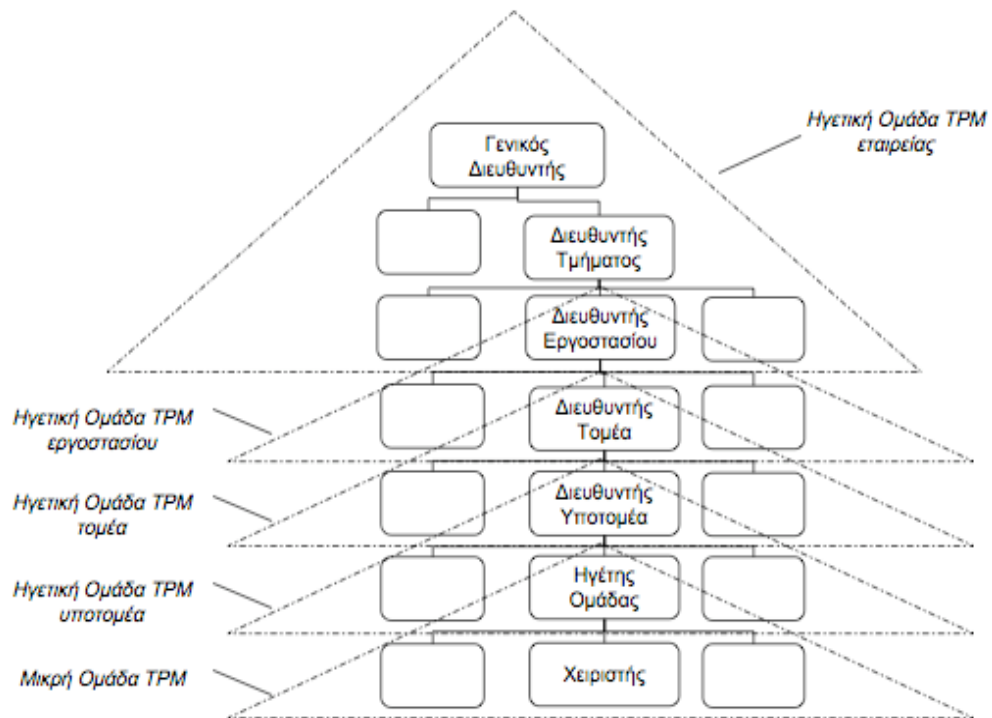 Ηγετική Ομάδα TPM
εταιρείας
Γενικός
Διευθυντής
Διευθυντής
Τμήματος
Διευθυντής
Εργοστασίου
Ηγετική Ομάδα TPM
εργοστασίου
Διευθυντής
Τομέα
Ηγετική Ομάδα TPM
τομέα
Διευθυντής
Υποτομέα
Ηγετική Ομάδα TPM
υποτομέα
Ηγέτης
Ομάδας
Μικρή Ομάδα TPM
Χειριστής